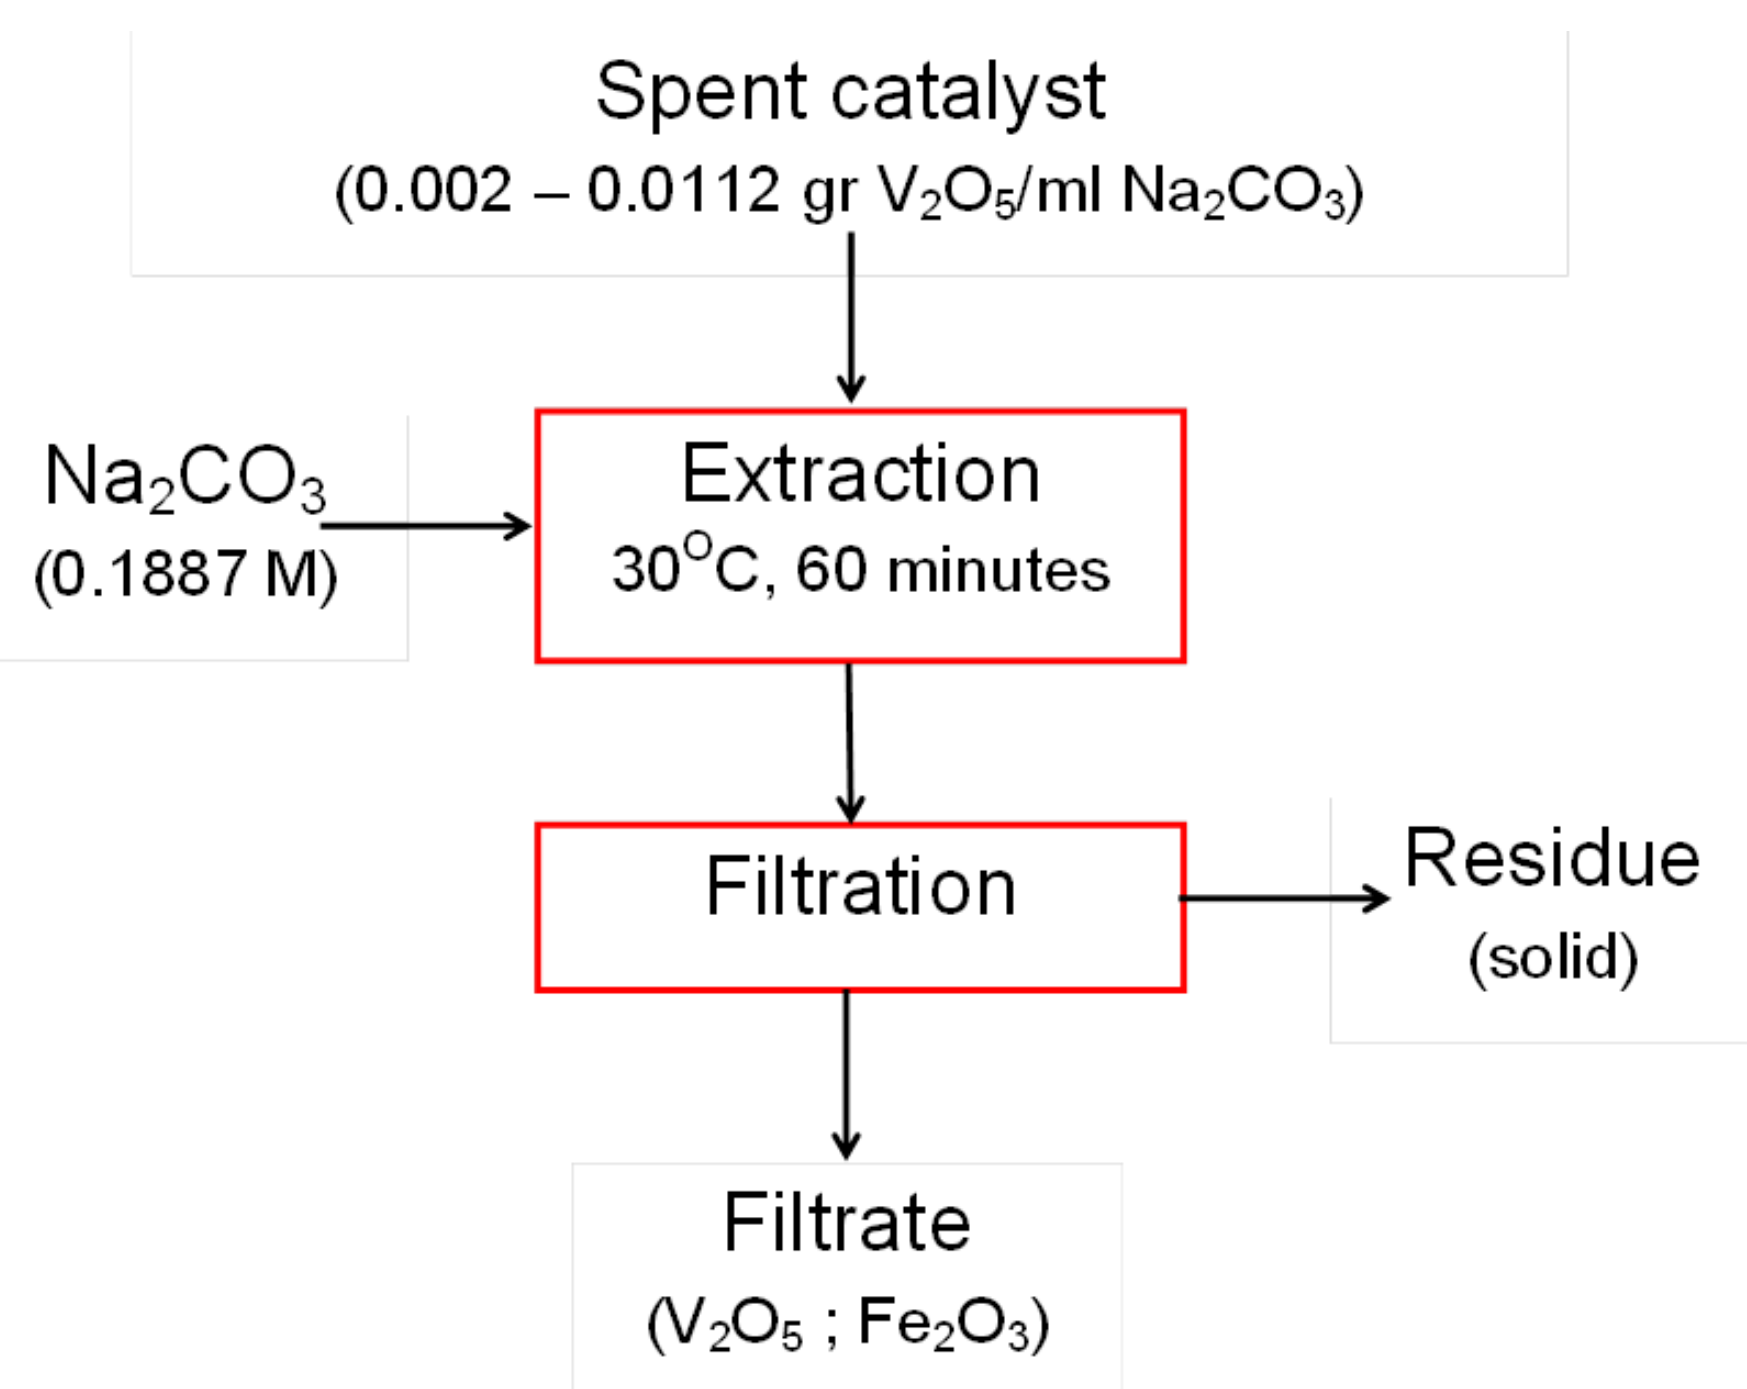 Spent catalyst
(0.002 – 0.0112 gr V₂O₅/ml Na₂CO₃)
Na₂CO₃
(0.1887 M)
Extraction
30ᴼC, 60 minutes
Filtration
Residue
(solid)
Filtrate
(V₂O₅ ; Fe₂O₃)